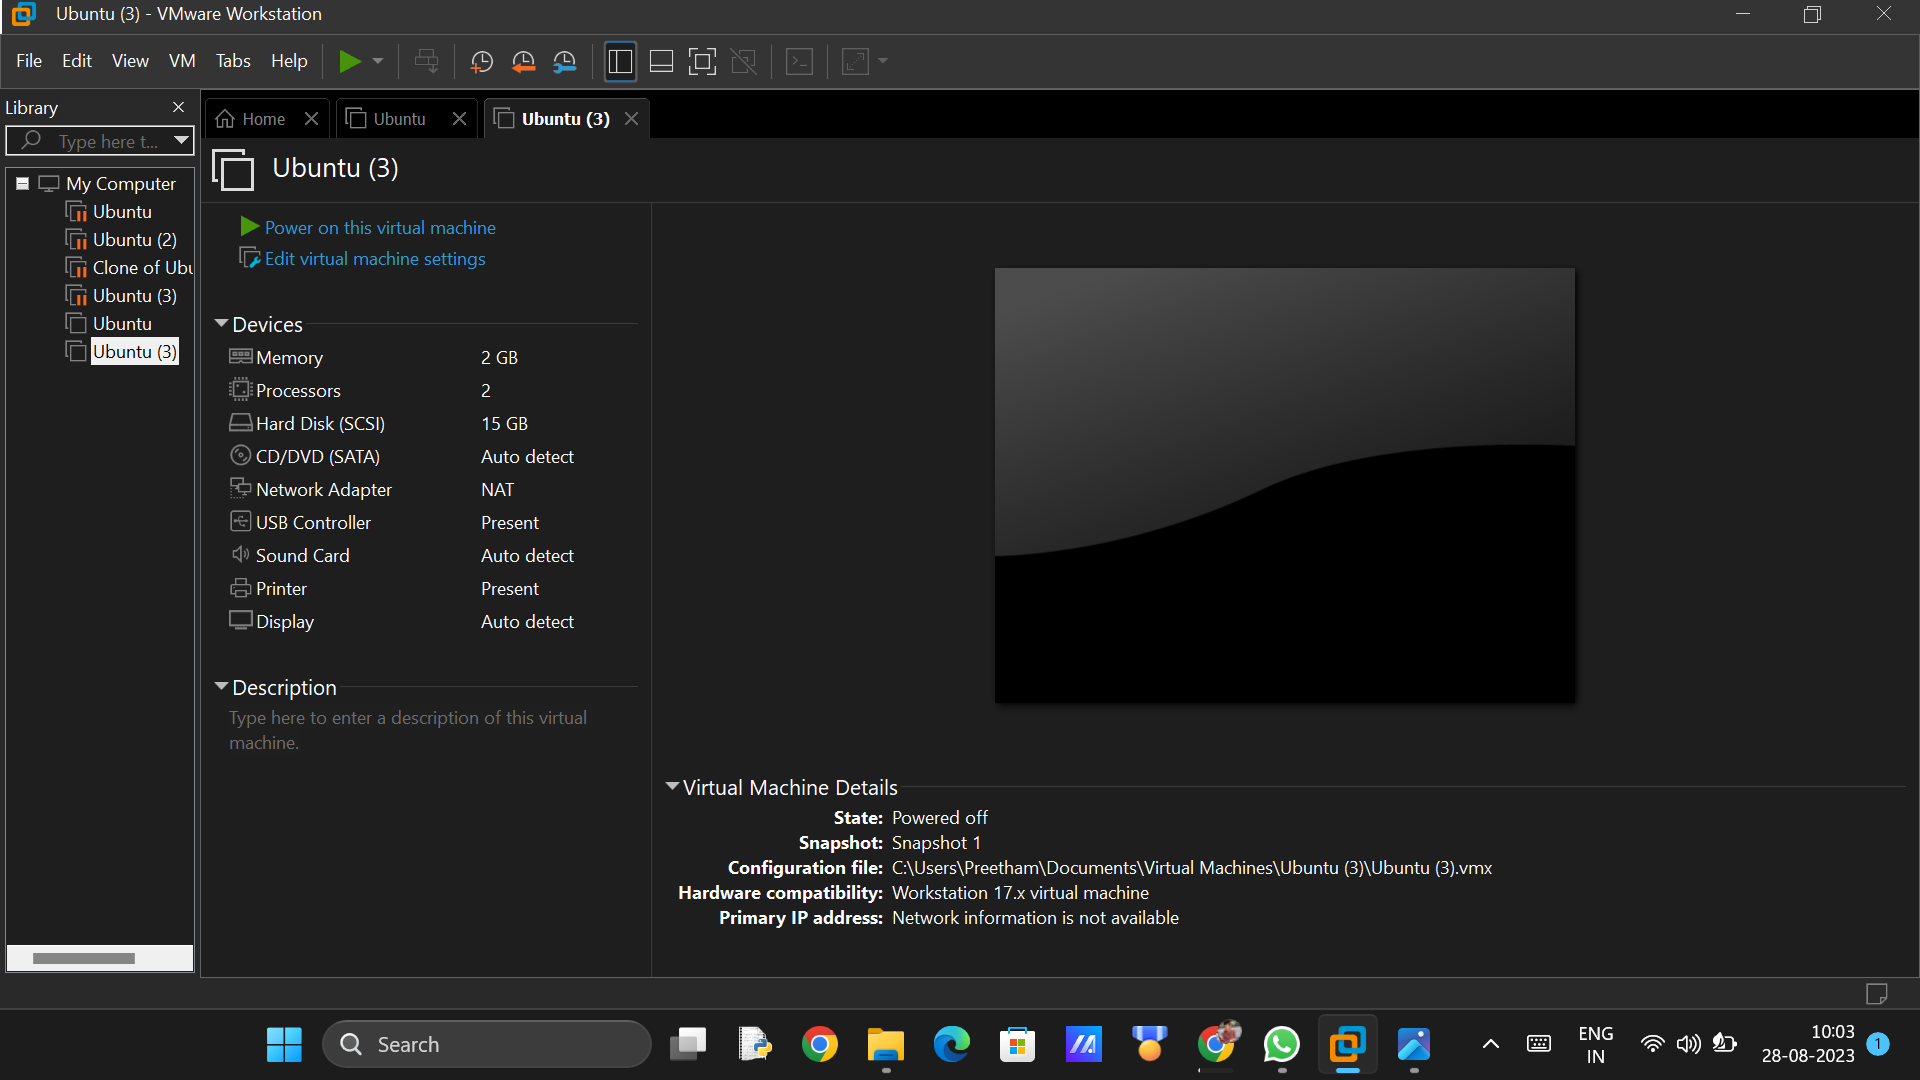 Ubuntu (3) - VMware Workstation
File Edit View VM Tabs Help
Library
Type here t...
My Computer
Ubuntu
Ubuntu (2)
Clone of Ubu
Ubuntu (3)
Ubuntu
Ubuntu (3)
Home Ubuntu Ubuntu (3)
Ubuntu (3)
Power on this virtual machine
Edit virtual machine settings
Devices
Memory 2 GB
Processors 2
Hard Disk (SCSI) 15 GB
CD/DVD (SATA) Auto detect
Network Adapter NAT
USB Controller Present
Sound Card Auto detect
Printer Present
Display Auto detect
Description
Type here to enter a description of this virtual
machine.
Virtual Machine Details
State: Powered off
Snapshot: Snapshot 1
Configuration file: C:\Users\Preetham\Documents\Virtual Machines\Ubuntu (3)\Ubuntu (3).vmx
Hardware compatibility: Workstation 17.x virtual machine
Primary IP address: Network information is not available
Search
ENG
IN
10:03
28-08-2023
1